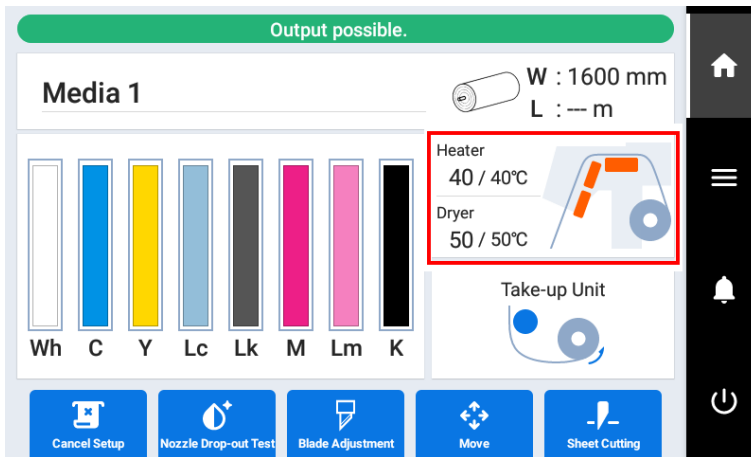 Output possible.
Media 1
W : 1600 mm
L : --- m
Heater
40 / 40℃
Dryer
50 / 50℃
Take-up Unit
Wh C Y Lc Lk M Lm K
Cancel Setup Nozzle Drop-out Test Blade Adjustment Move Sheet Cutting